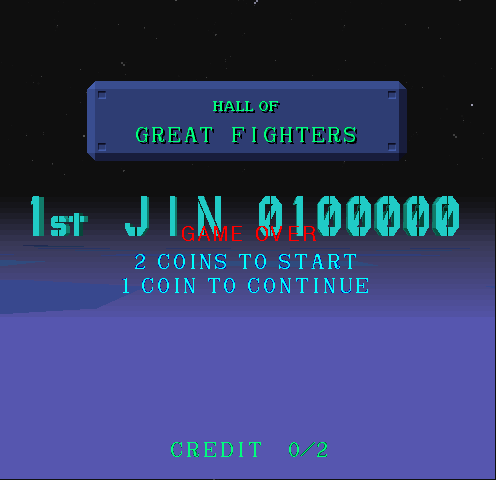 HALL OF
GREAT FIGHTERS
1st JIN 0100000
GAME OVER
2 COINS TO START
1 COIN TO CONTINUE
CREDIT 0/2